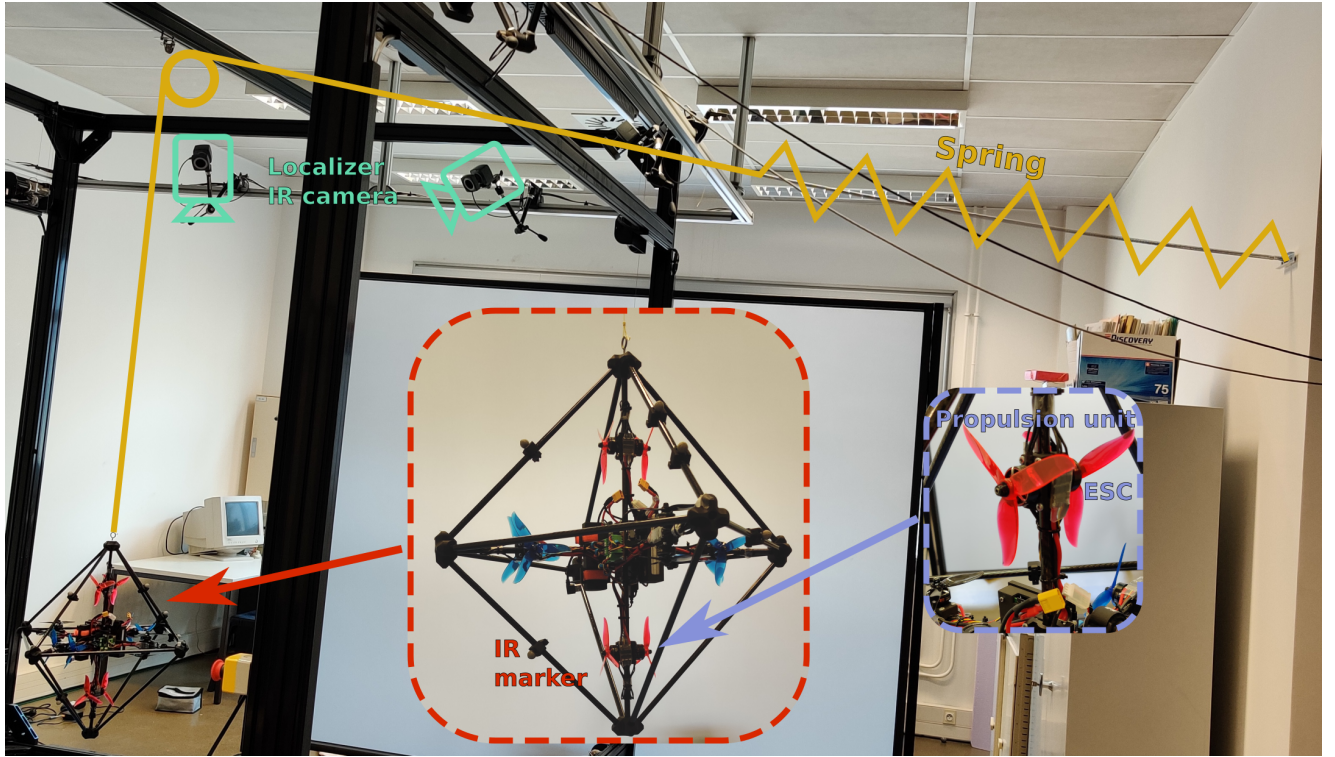 Localizer
IR camera
Spring
DISCOVERY
75
Propulsion unit
ESC
IR
marker